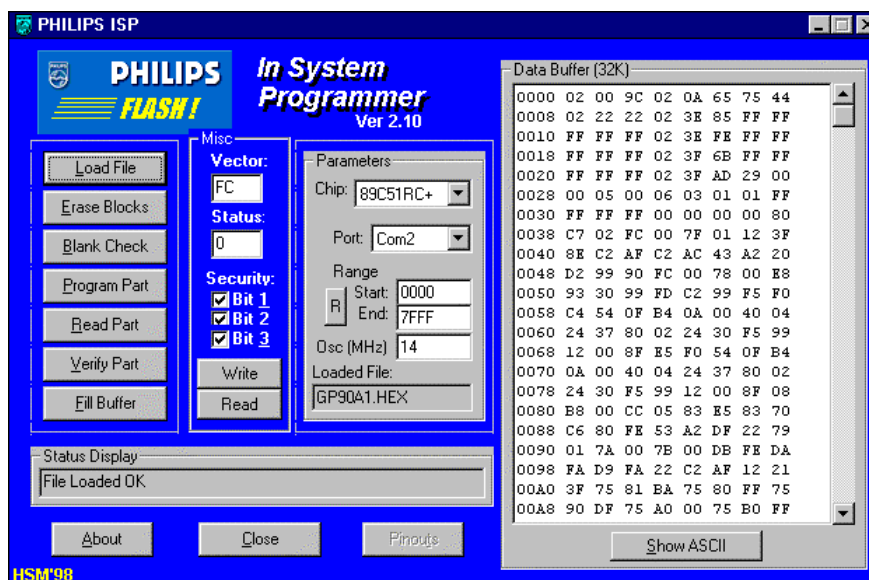 PHILIPS ISP
PHILIPS
FLASH!
In System
Programmer
Ver 2.10
Load File
Erase Blocks
Blank Check
Program Part
Read Part
Verify Part
Fill Buffer
Misc
Vector:
FC
Status:
0
Security:
Bit 1
Bit 2
Bit 3
Write
Read
Parameters
Chip: 89C51RC+
Port: Com2
Range
R
Start: 0000
End: 7FFF
Osc (MHz) 14
Loaded File:
GP90A1.HEX
Status Display
File Loaded OK
About
Close
Pinouts
HSM'98
Data Buffer (32K)
0000 02 00 9C 02 0A 65 75 44
0008 02 22 22 02 3E 85 FF FF
0010 FF FF FF 02 3E FE FF FF
0018 FF FF FF 02 3F 6B FF FF
0020 FF FF FF 02 3F AD 29 00
0028 00 05 00 06 03 01 01 FF
0030 FF FF FF 00 00 00 00 80
0038 C7 02 FC 00 7F 01 12 3F
0040 8E C2 AF C2 AC 43 A2 20
0048 D2 99 90 FC 00 78 00 E8
0050 93 30 99 FD C2 99 F5 F0
0058 C4 54 0F B4 0A 00 40 04
0060 24 37 80 02 24 30 F5 99
0068 12 00 8F E5 F0 54 0F B4
0070 0A 00 40 04 24 37 80 02
0078 24 30 F5 99 12 00 8F 08
0080 B8 00 CC 05 83 E5 83 70
0088 C6 80 FE 53 A2 DF 22 79
0090 01 7A 00 7B 00 DB FE DA
0098 FA D9 FA 22 C2 AF 12 21
00A0 3F 75 81 BA 75 80 FF 75
00A8 90 DF 75 A0 00 75 B0 FF
Show ASCII